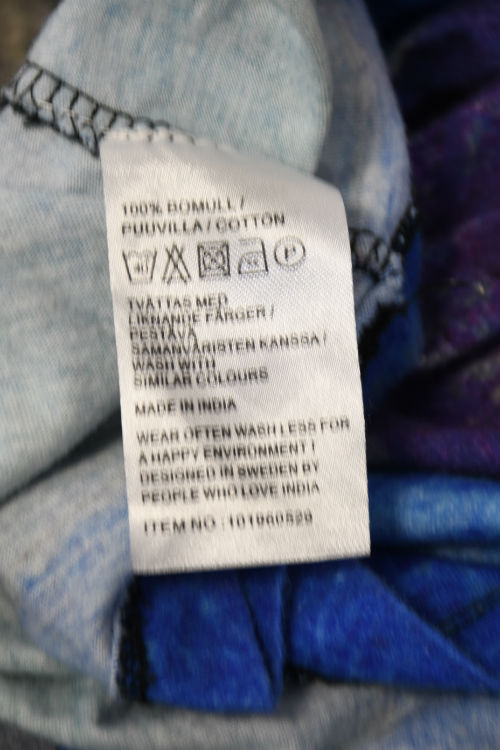 100% BOMULL /
PUUVILLA / COTTON
P
TVÄTTAS MED
LIKNANDE FÄRGER /
PESTÄVÄ
SAMANVÄRISTEN KANSSA /
WASH WITH
SIMILAR COLOURS
MADE IN INDIA
WEAR OFTEN WASH LESS FOR
A HAPPY ENVIRONMENT !
DESIGNED IN SWEDEN BY
PEOPLE WHO LOVE INDIA
ITEM NO : 101960529